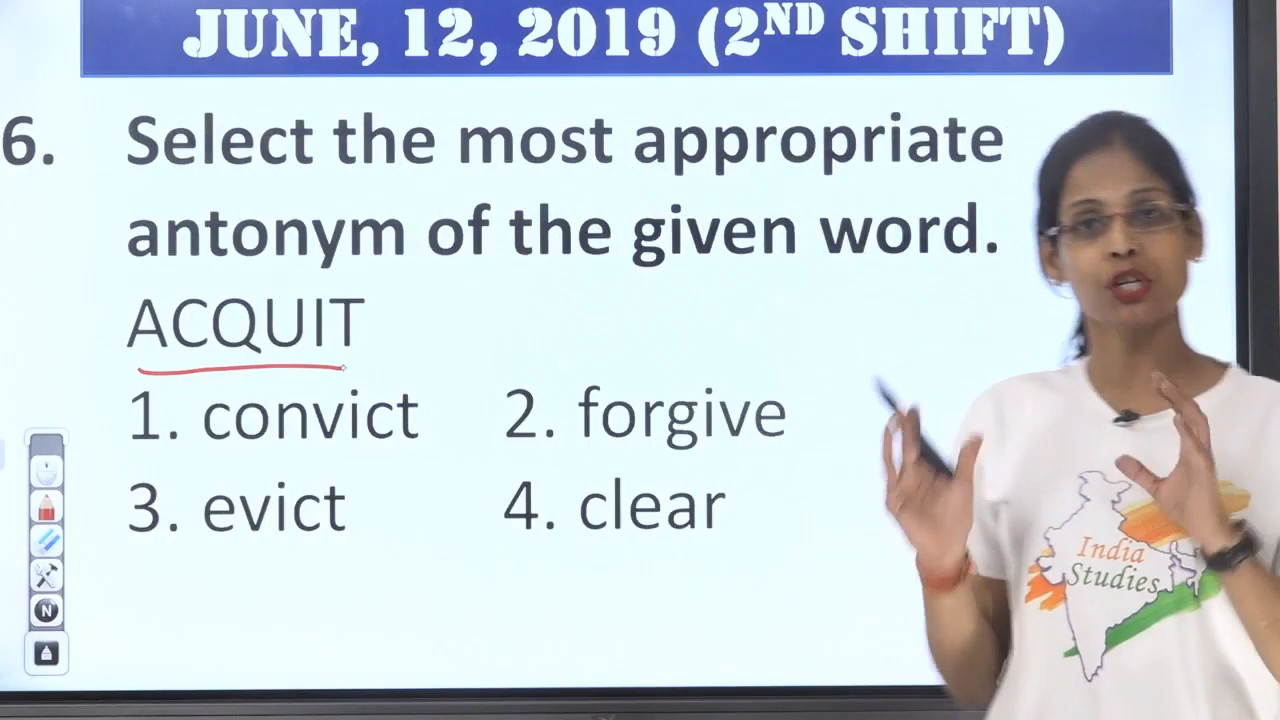 JUNE, 12, 2019 (2ND SHIFT)
6. Select the most appropriate
antonym of the given word.
ACQUIT
1. convict 2. forgive
3. evict 4. clear
N
India
Studies